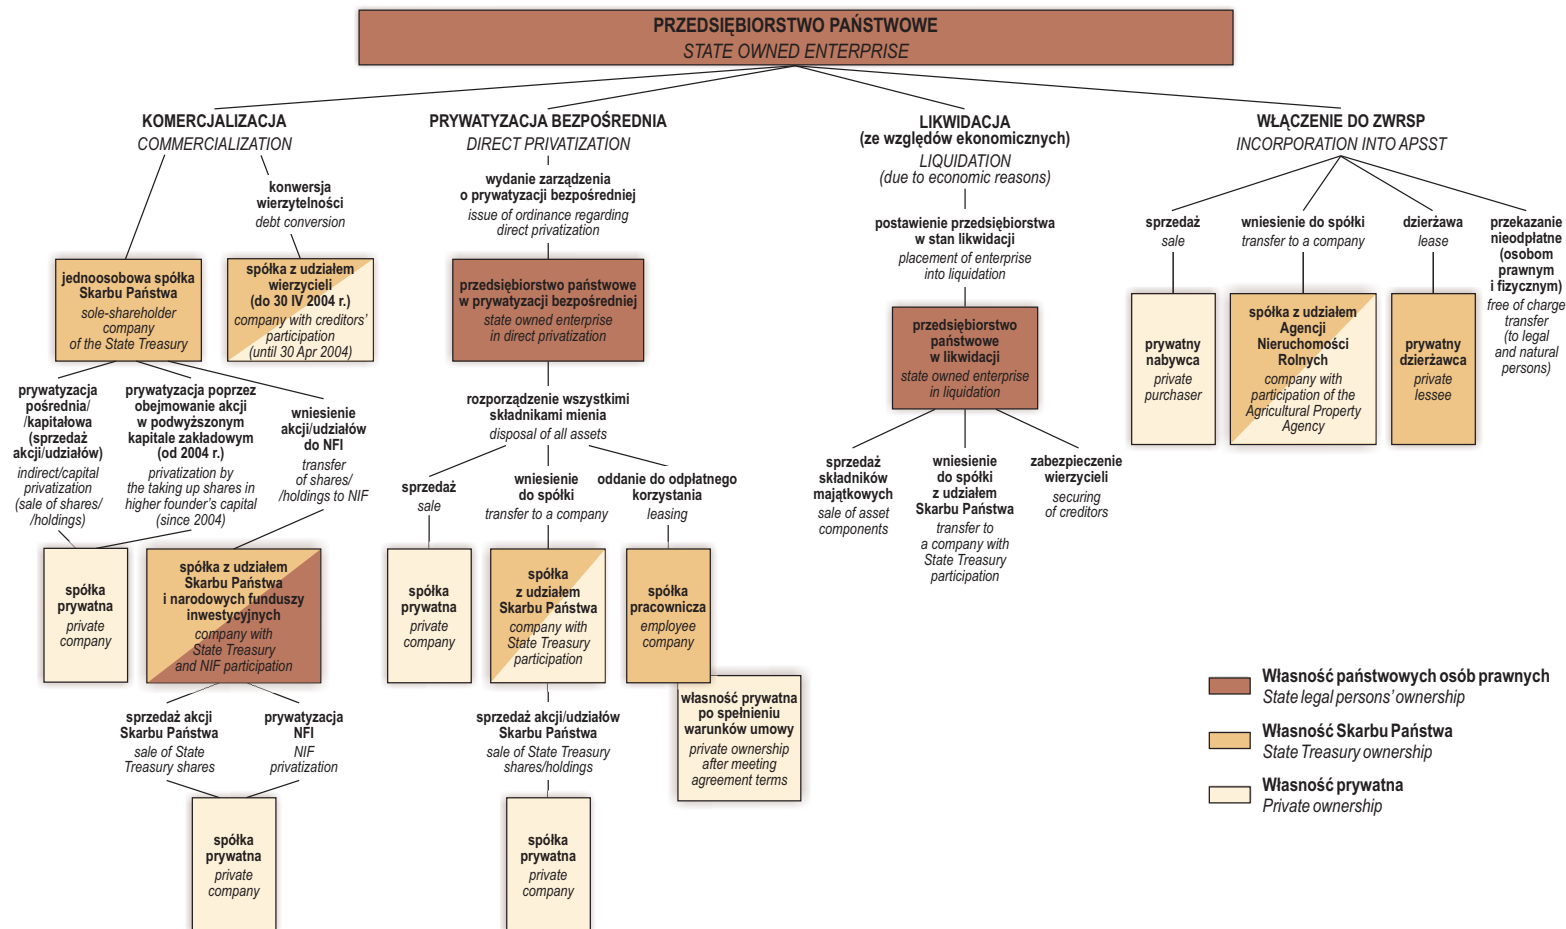 PRZEDSIĘBIORSTWO PAŃSTWOWE
STATE OWNED ENTERPRISE
KOMERCJALIZACJA
COMMERCIALIZATION
konwersja
wierzytelności
debt conversion
jednoosobowa spółka
Skarbu Państwa
sole-shareholder
company
of the State Treasury
spółka z udziałem
wierzycieli
(do 30 IV 2004 r.)
company with creditors'
participation
(until 30 Apr 2004)
prywatyzacja
pośrednia/
/kapitałowa
(sprzedaż
akcji/udziałów)
indirect/capital
privatization
(sale of shares/
/holdings)
prywatyzacja poprzez
obejmowanie akcji
w podwyższonym
kapitale zakładowym
(od 2004 r.)
privatization by
the taking up shares in
higher founder's capital
(since 2004)
wniesienie
akcji/udziałów
do NFI
transfer
of shares/
/holdings to NIF
spółka
prywatna
private
company
spółka z udziałem
Skarbu Państwa
i narodowych funduszy
inwestycyjnych
company with
State Treasury
and NIF participation
sprzedaż akcji
Skarbu Państwa
sale of State
Treasury shares
prywatyzacja
NFI
NIF
privatization
spółka
prywatna
private
company
PRYWATYZACJA BEZPOŚREDNIA
DIRECT PRIVATIZATION
wydanie zarządzenia
o prywatyzacji bezpośredniej
issue of ordinance regarding
direct privatization
przedsiębiorstwo państwowe
w prywatyzacji bezpośredniej
state owned enterprise
in direct privatization
rozporządzenie wszystkimi
składnikami mienia
disposal of all assets
sprzedaż
sale
wniesienie
do spółki
transfer to a company
oddanie do odpłatnego
korzystania
leasing
spółka
prywatna
private
company
spółka
z udziałem
Skarbu Państwa
company with
State Treasury
participation
spółka
pracownicza
employee
company
sprzedaż akcji/udziałów
Skarbu Państwa
sale of State Treasury
shares/holdings
własność prywatna
po spełnieniu
warunków umowy
private ownership
after meeting
agreement terms
spółka
prywatna
private
company
LIKWIDACJA
(ze względów ekonomicznych)
LIQUIDATION
(due to economic reasons)
postawienie przedsiębiorstwa
w stan likwidacji
placement of enterprise
into liquidation
przedsiębiorstwo
państwowe
w likwidacji
state owned enterprise
in liquidation
sprzedaż
składników
majątkowych
sale of asset
components
wniesienie
do spółki
z udziałem
Skarbu Państwa
transfer to
a company with
State Treasury
participation
zabezpieczenie
wierzycieli
securing
of creditors
WŁĄCZENIE DO ZWRSP
INCORPORATION INTO APSST
sprzedaż
sale
wniesienie do spółki
transfer to a company
dzierżawa
lease
przekazanie
nieodpłatne
(osobom
prawnym
i fizycznym)
free of charge
transfer
(to legal
and natural
persons)
prywatny
nabywca
private
purchaser
spółka z udziałem
Agencji
Nieruchomości
Rolnych
company with
participation of the
Agricultural Property
Agency
prywatny
dzierżawca
private
lessee
Własność państwowych osób prawnych
State legal persons' ownership
Własność Skarbu Państwa
State Treasury ownership
Własność prywatna
Private ownership